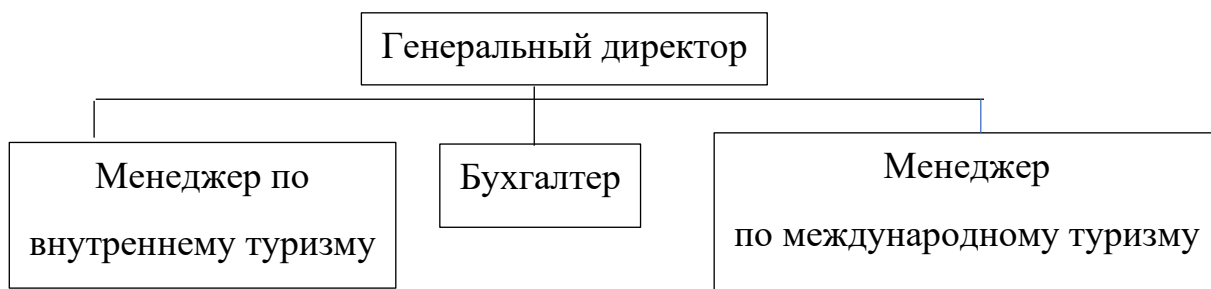 Генеральный директор
Менеджер по
внутреннему туризму
Бухгалтер
Менеджер
по международному туризму